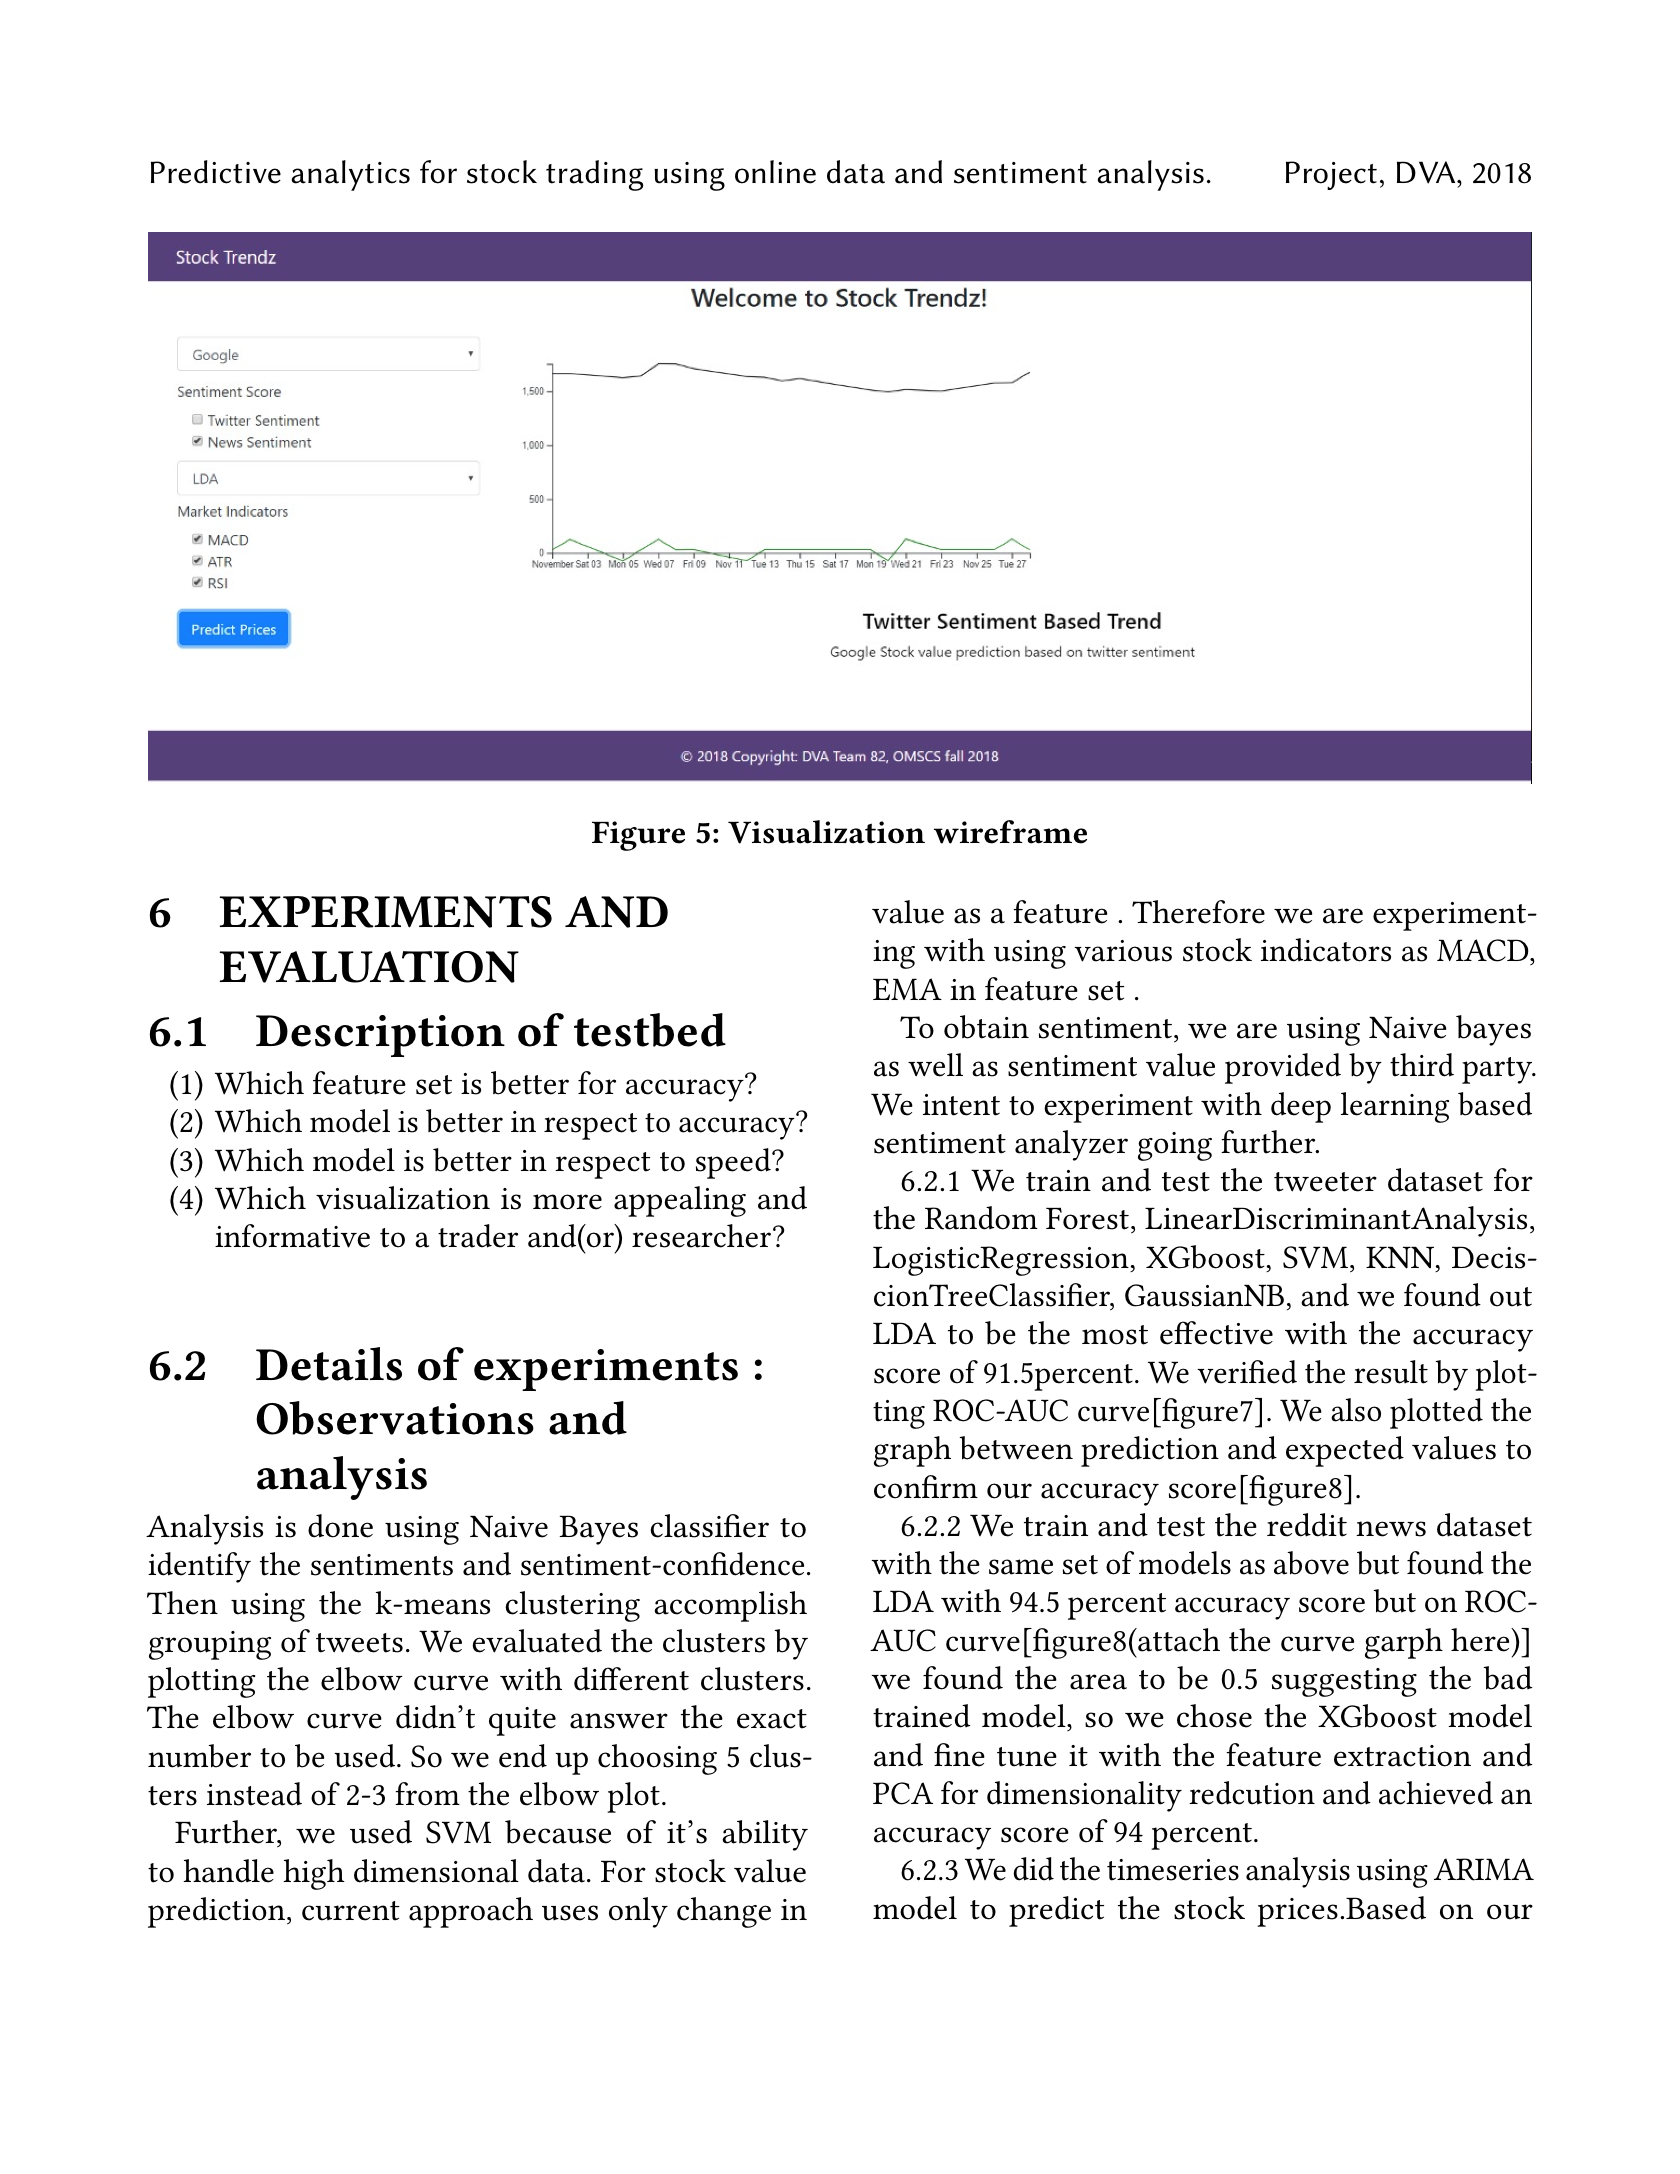 Predictive analytics for stock trading using online data and sentiment analysis. Project, DVA, 2018
Stock Trendz
Welcome to Stock Trendz!
Google
Sentiment Score
Twitter Sentiment
News Sentiment
LDA
Market Indicators
MACD
ATR
RSI
Predict Prices
1,500
1,000
500
0
November Sat 03 Mon 05 Wed 07 Fri 09 Nov 11 Tue 13 Thu 15 Sat 17 Mon 19 Wed 21 Fri 23 Nov 25 Tue 27
Twitter Sentiment Based Trend
Google Stock value prediction based on twitter sentiment
© 2018 Copyright: DVA Team 82, OMSCS fall 2018
Figure 5: Visualization wireframe
6 EXPERIMENTS AND
EVALUATION
6.1 Description of testbed
(1) Which feature set is better for accuracy?
(2) Which model is better in respect to accuracy?
(3) Which model is better in respect to speed?
(4) Which visualization is more appealing and
informative to a trader and(or) researcher?
6.2 Details of experiments :
Observations and
analysis
Analysis is done using Naive Bayes classifier to
identify the sentiments and sentiment-confidence.
Then using the k-means clustering accomplish
grouping of tweets. We evaluated the clusters by
plotting the elbow curve with different clusters.
The elbow curve didn't quite answer the exact
number to be used. So we end up choosing 5 clus-
ters instead of 2-3 from the elbow plot.
Further, we used SVM because of it's ability
to handle high dimensional data. For stock value
prediction, current approach uses only change in
value as a feature . Therefore we are experiment-
ing with using various stock indicators as MACD,
EMA in feature set .
To obtain sentiment, we are using Naive bayes
as well as sentiment value provided by third party.
We intent to experiment with deep learning based
sentiment analyzer going further.
6.2.1 We train and test the tweeter dataset for
the Random Forest, LinearDiscriminantAnalysis,
LogisticRegression, XGboost, SVM, KNN, Decis-
cionTreeClassifier, GaussianNB, and we found out
LDA to be the most effective with the accuracy
score of 91.5percent. We verified the result by plot-
ting ROC-AUC curve[figure7]. We also plotted the
graph between prediction and expected values to
confirm our accuracy score[figure8].
6.2.2 We train and test the reddit news dataset
with the same set of models as above but found the
LDA with 94.5 percent accuracy score but on ROC-
AUC curve[figure8(attach the curve garph here)]
we found the area to be 0.5 suggesting the bad
trained model, so we chose the XGboost model
and fine tune it with the feature extraction and
PCA for dimensionality redcution and achieved an
accuracy score of 94 percent.
6.2.3 We did the timeseries analysis using ARIMA
model to predict the stock prices.Based on our